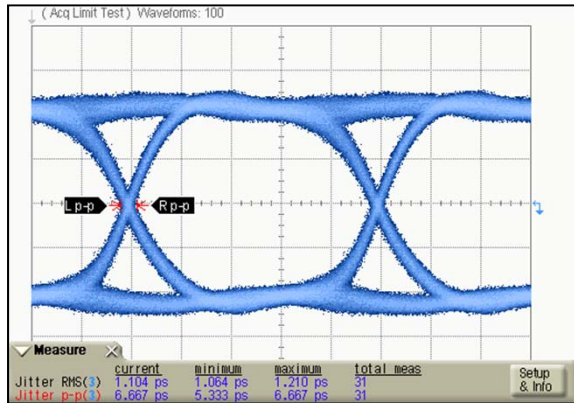 ( Acq Limit Test ) Waveforms: 100
L p-p R p-p
Measure
current minimum maximum total meas
Jitter RMS(3) 1.104 ps 1.064 ps 1.210 ps 31
Jitter p-p(3) 6.667 ps 5.333 ps 6.667 ps 31
Setup
& Info